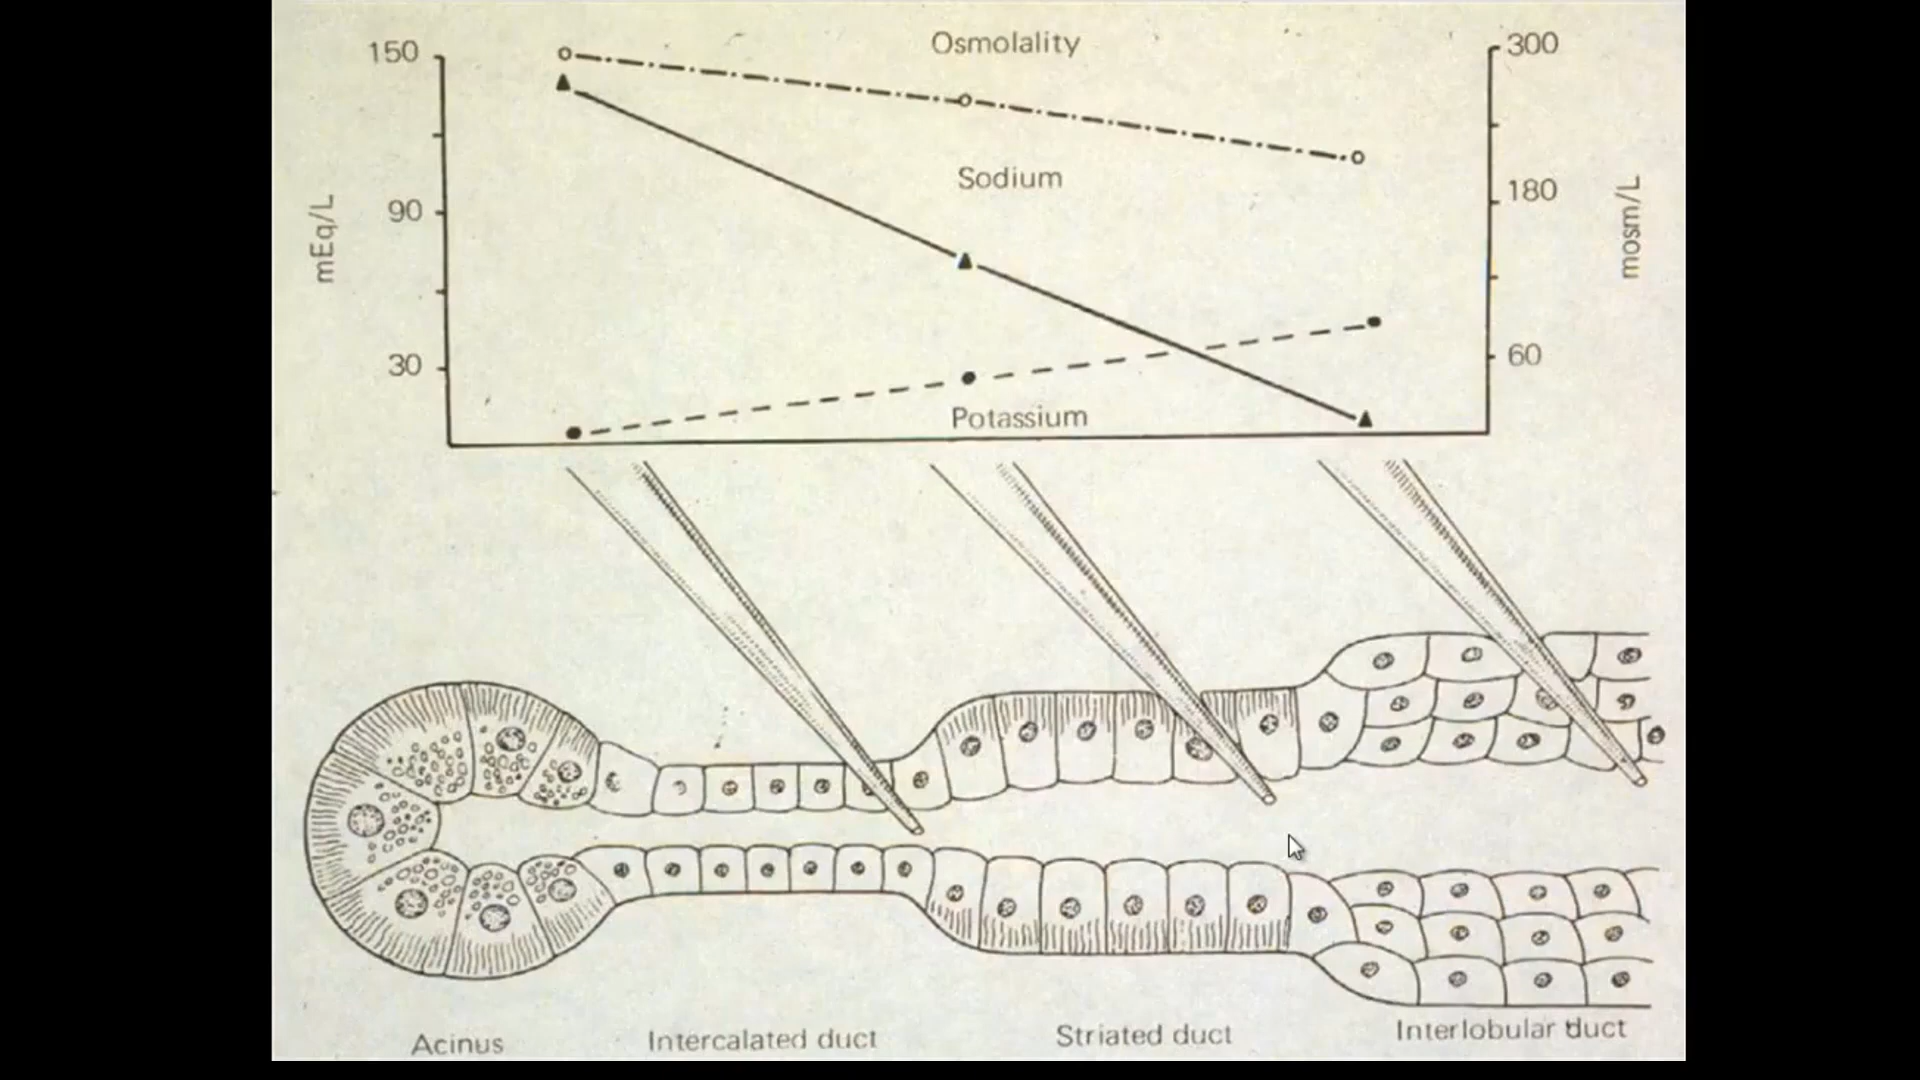 Osmolality
150
300
Sodium
180
90
mEq/L
mosm/L
60
30
Potassium
Acinus
Intercalated duct
Striated duct
Interlobular duct